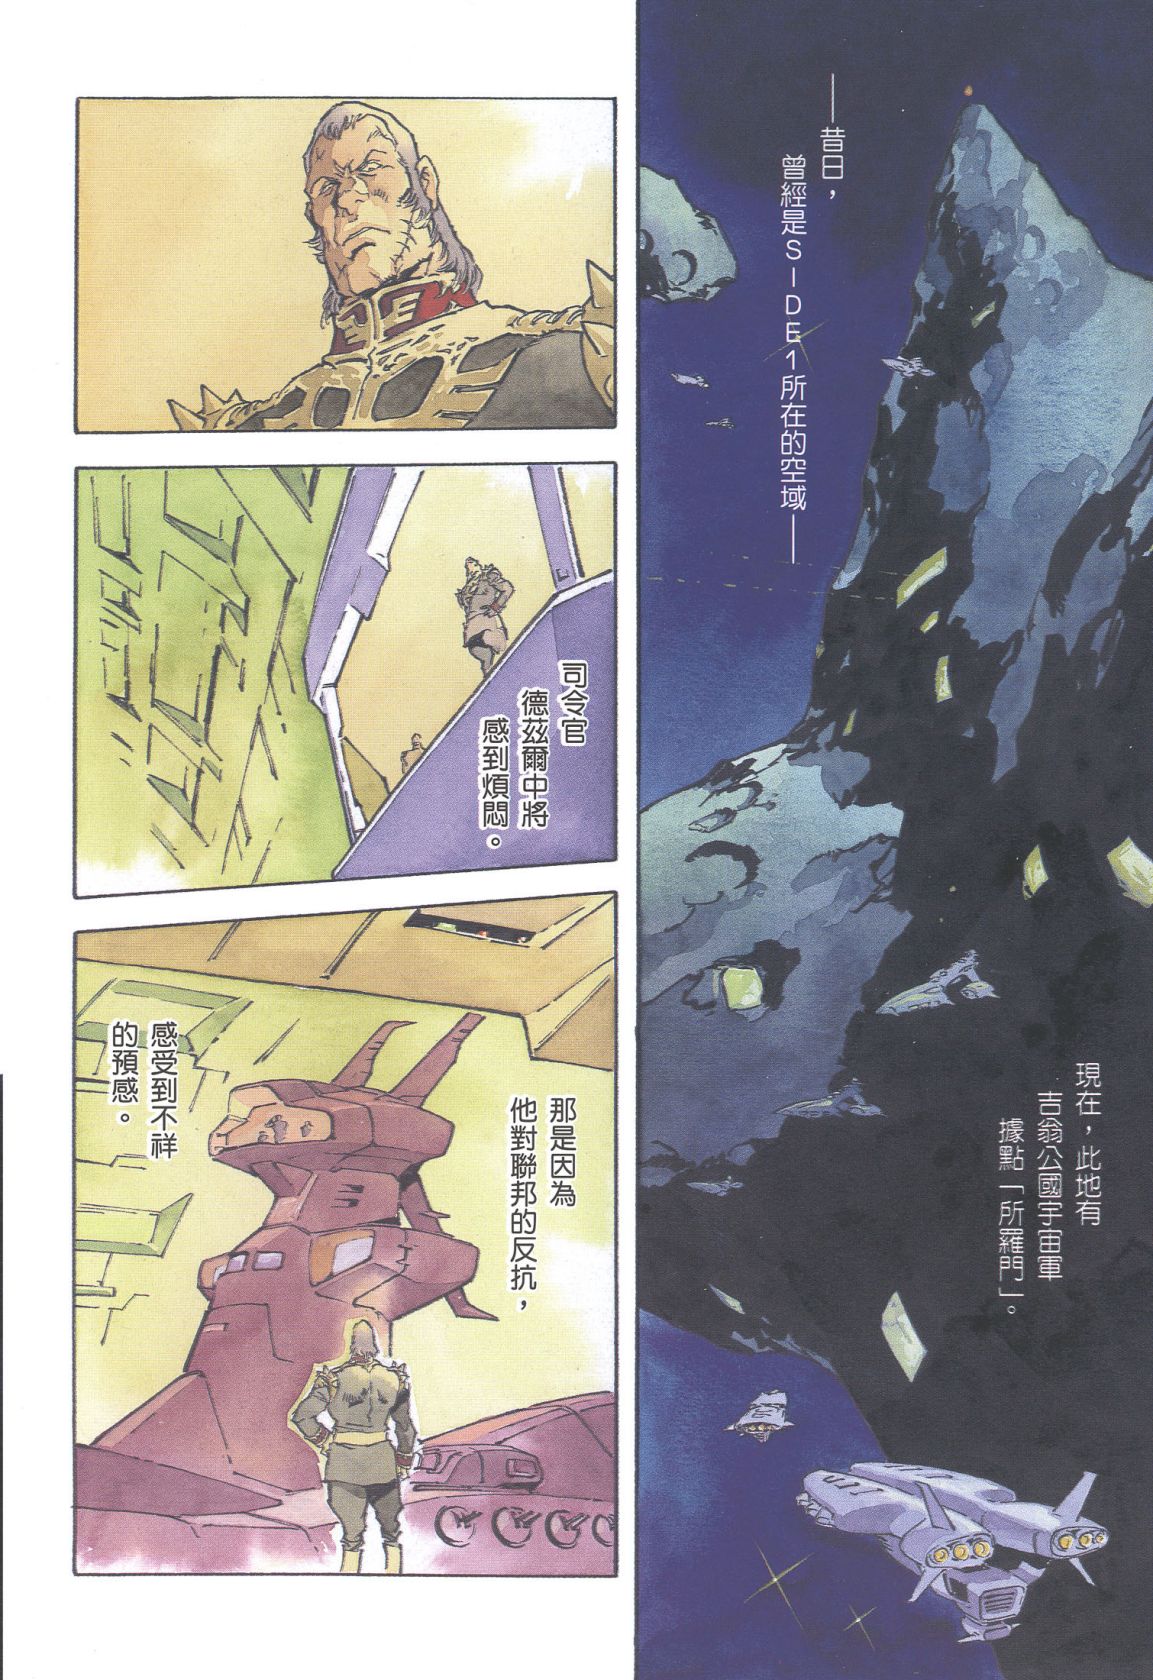 ——昔日，
曾經是ＳＩＤＥ１所在的空域——
現在，此地有
吉翁公國宇宙軍
據點「所羅門」。
司令官
德茲爾中將
感到煩悶。
那是因為
他對聯邦的反抗，
感受到不祥
的預感。